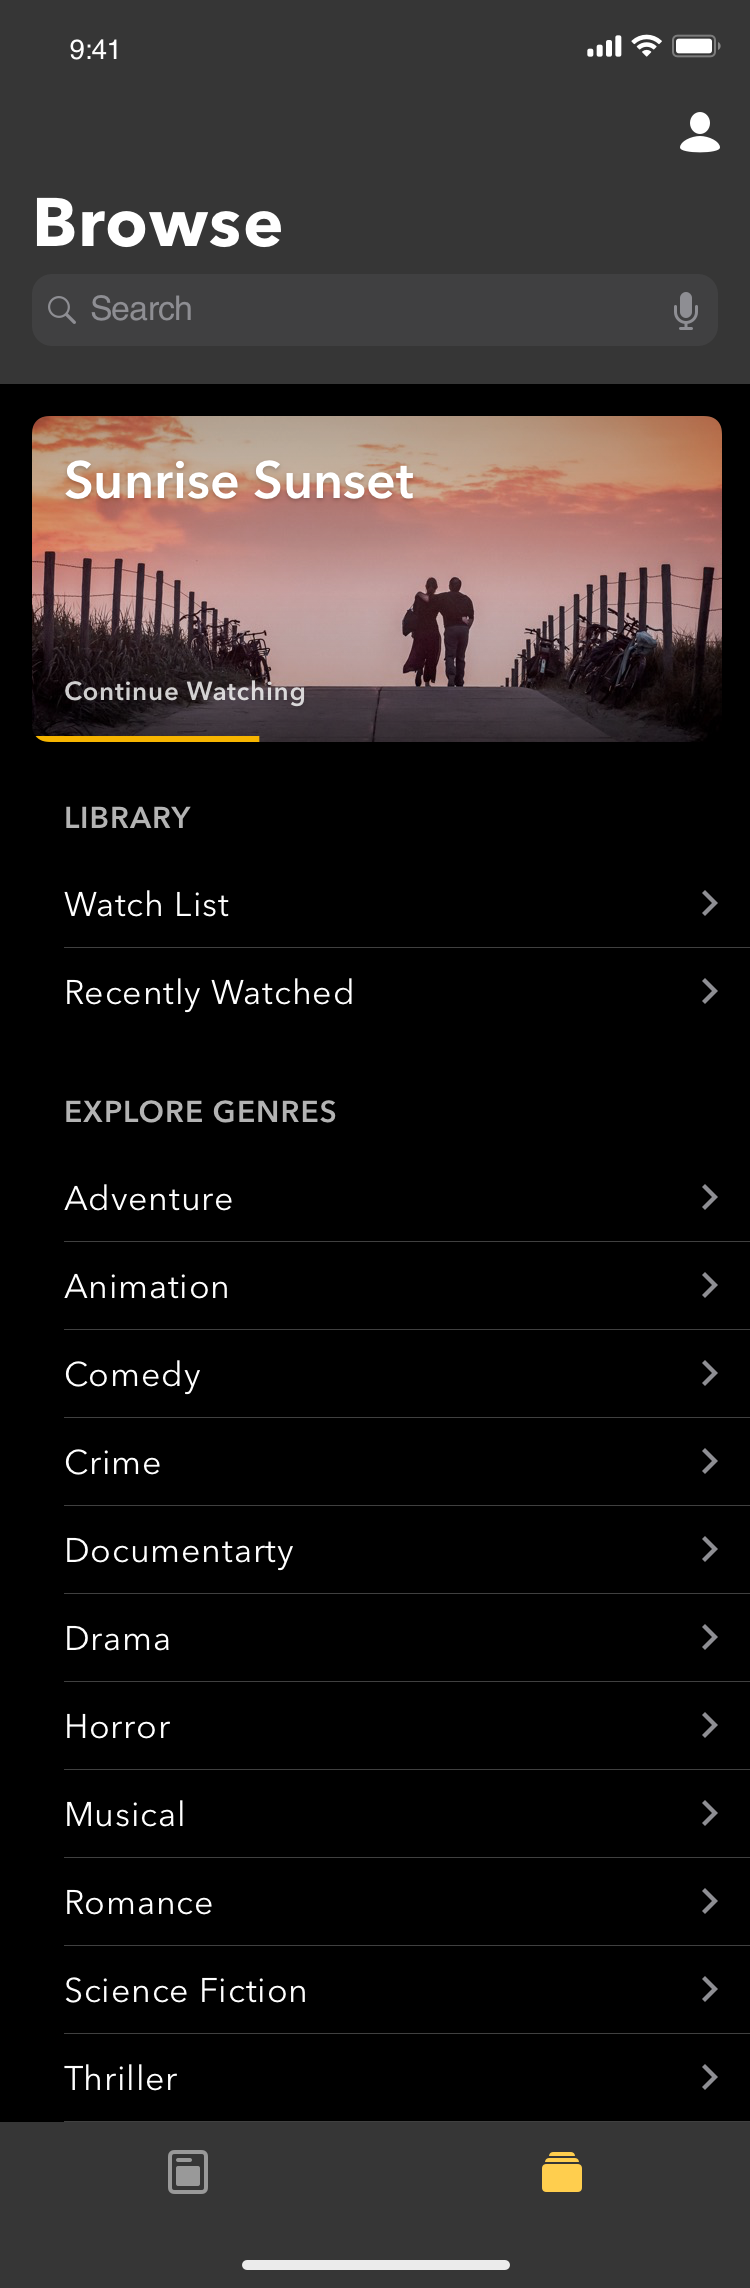 9:41
Browse
Search
Sunrise Sunset
Continue Watching
LIBRARY
Watch List
Recently Watched
EXPLORE GENRES
Adventure
Animation
Comedy
Crime
Documentarty
Drama
Horror
Musical
Romance
Science Fiction
Thriller